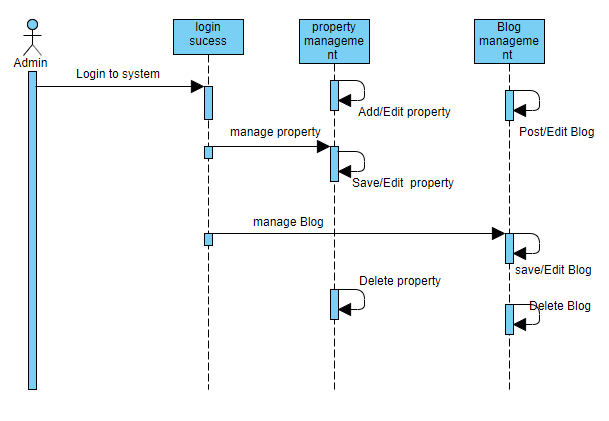 login
sucess
property
manageme
nt
Blog
manageme
nt
Admin
Login to system
Add/Edit property
Post/Edit Blog
manage property
Save/Edit  property
manage Blog
save/Edit Blog
Delete property
Delete Blog